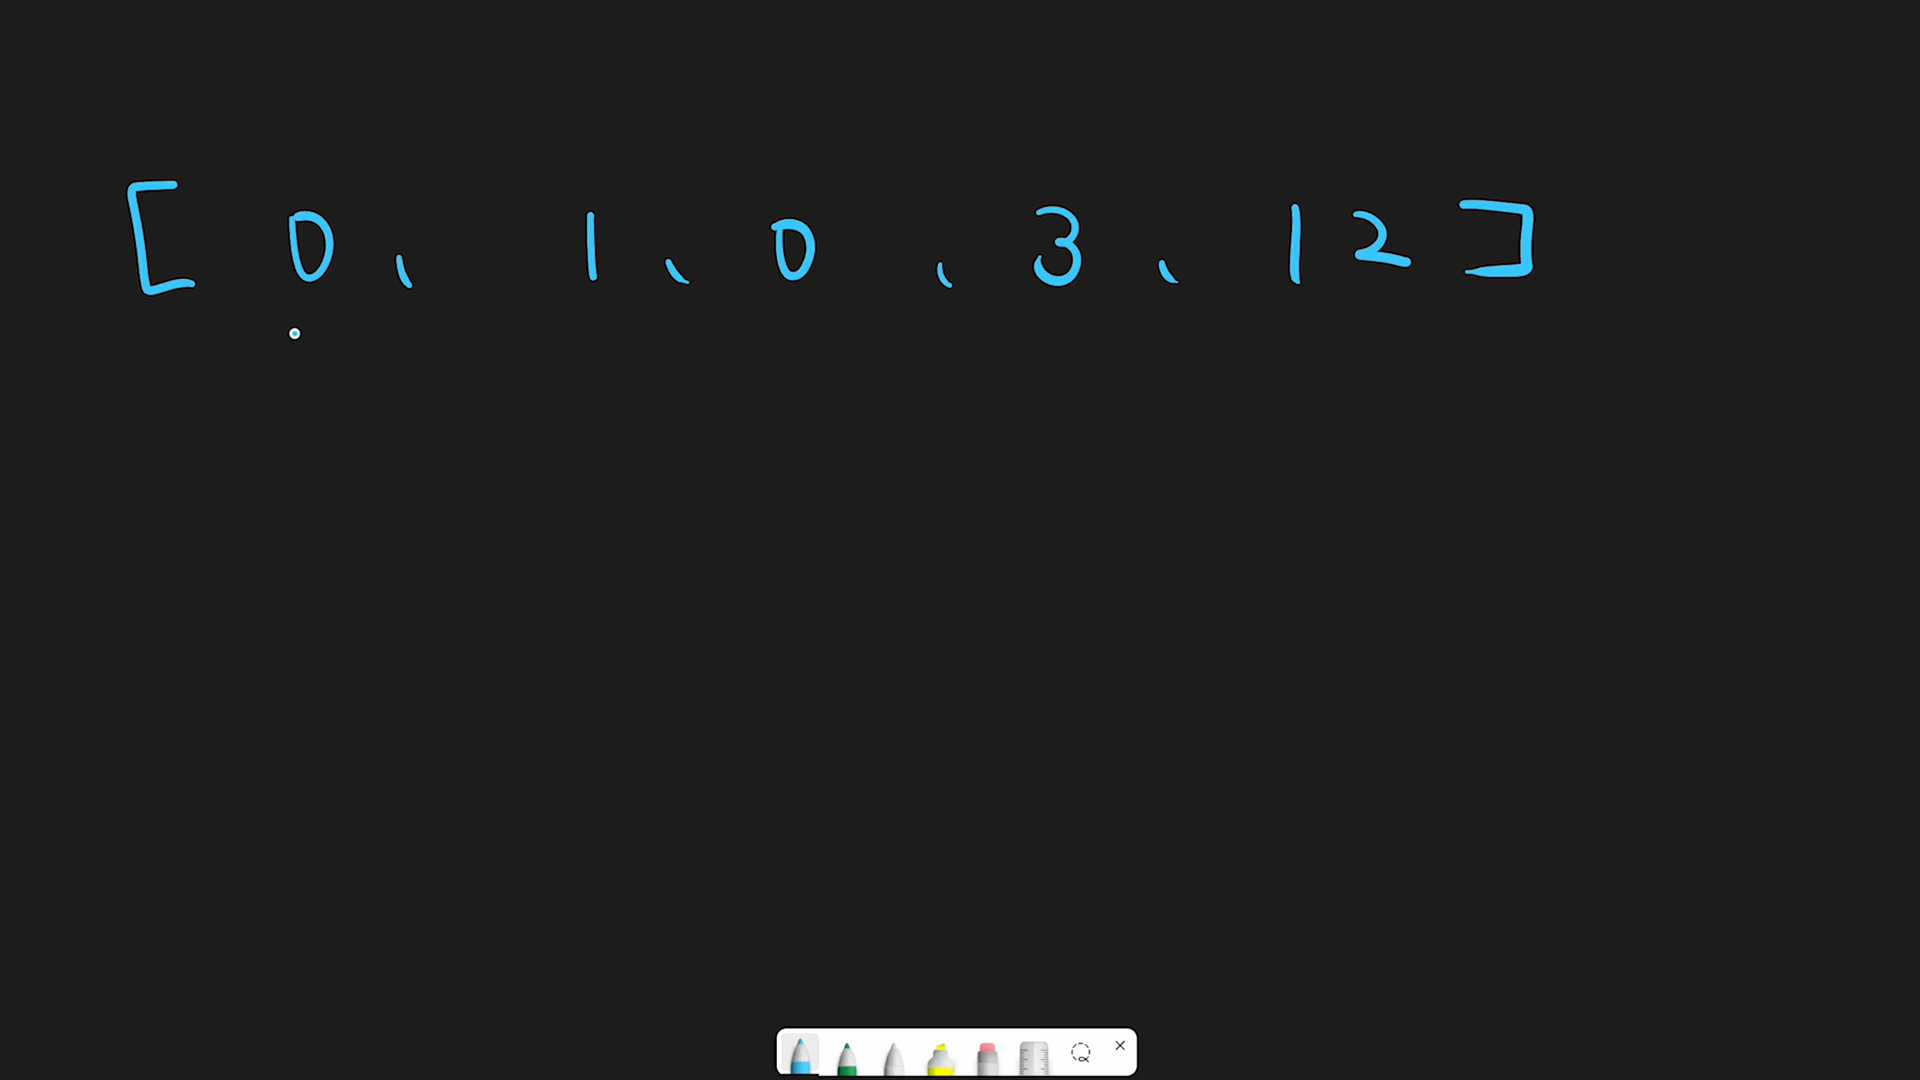 [ 0, 1, 0, 3, 12 ]